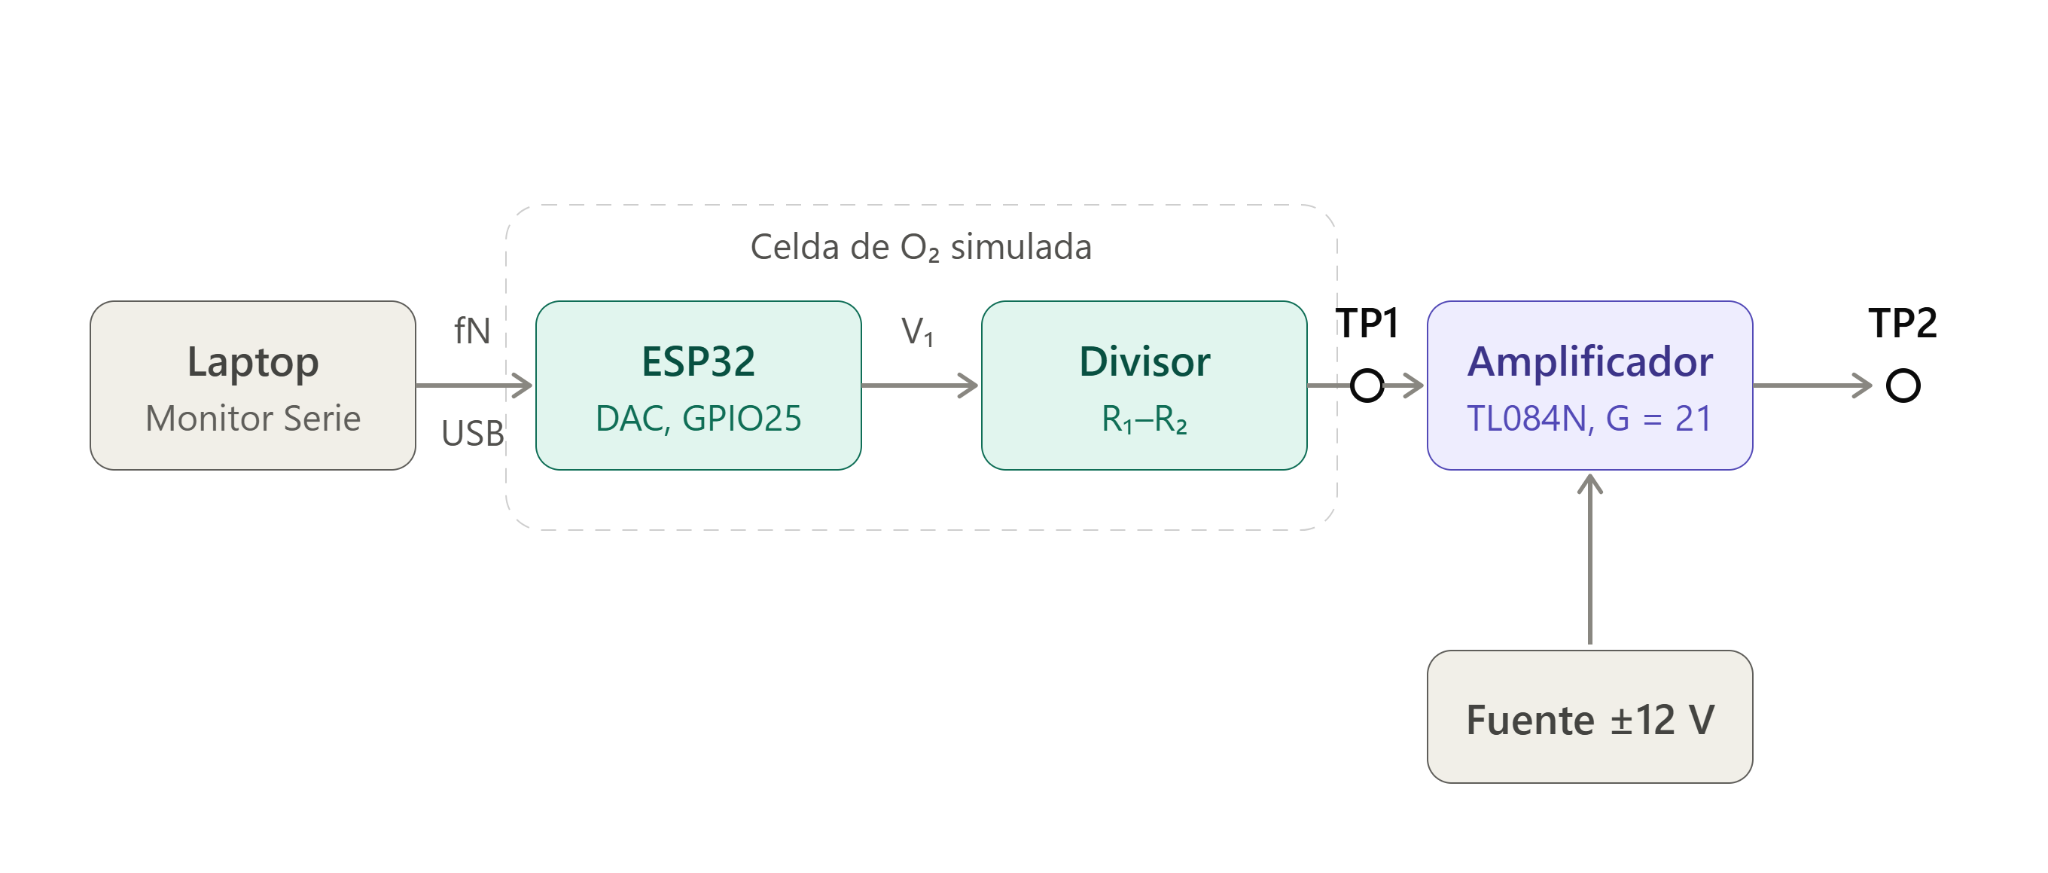 Celda de O₂ simulada
Laptop
Monitor Serie
fN
USB
ESP32
DAC, GPIO25
V₁
Divisor
R₁–R₂
TP1
Amplificador
TL084N, G = 21
TP2
Fuente ±12 V